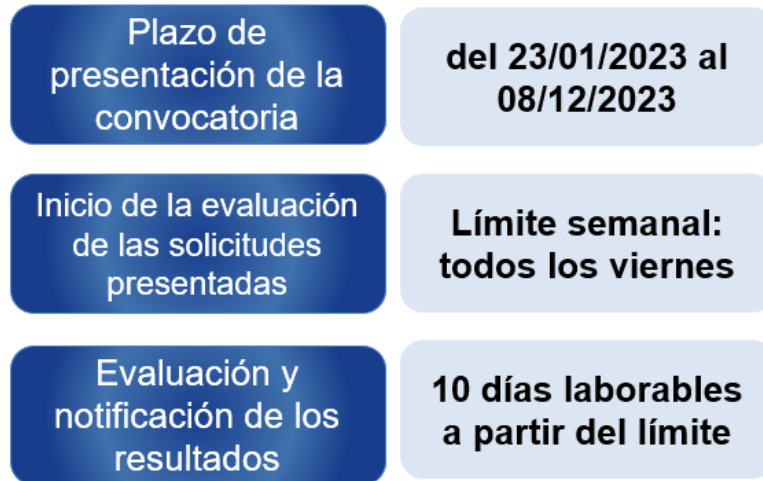 Plazo de
presentación de la
convocatoria
del 23/01/2023 al
08/12/2023
Inicio de la evaluación
de las solicitudes
presentadas
Límite semanal:
todos los viernes
Evaluación y
notificación de los
resultados
10 días laborables
a partir del límite